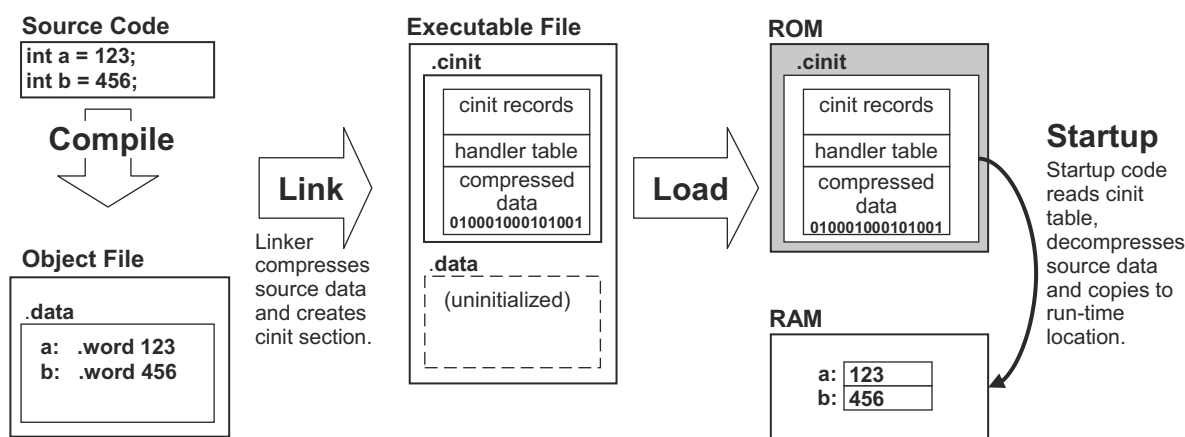 Source Code
int a = 123;
int b = 456;
Compile
Object File
.data
a: .word 123
b: .word 456
Link
Linker
compresses
source data
and creates
cinit section.
Executable File
.cinit
cinit records
handler table
compressed
data
010001000101001
.data
(uninitialized)
Load
ROM
.cinit
cinit records
handler table
compressed
data
010001000101001
Startup
Startup code
reads cinit
table,
decompresses
source data
and copies to
run-time
location.
RAM
a: 123
b: 456